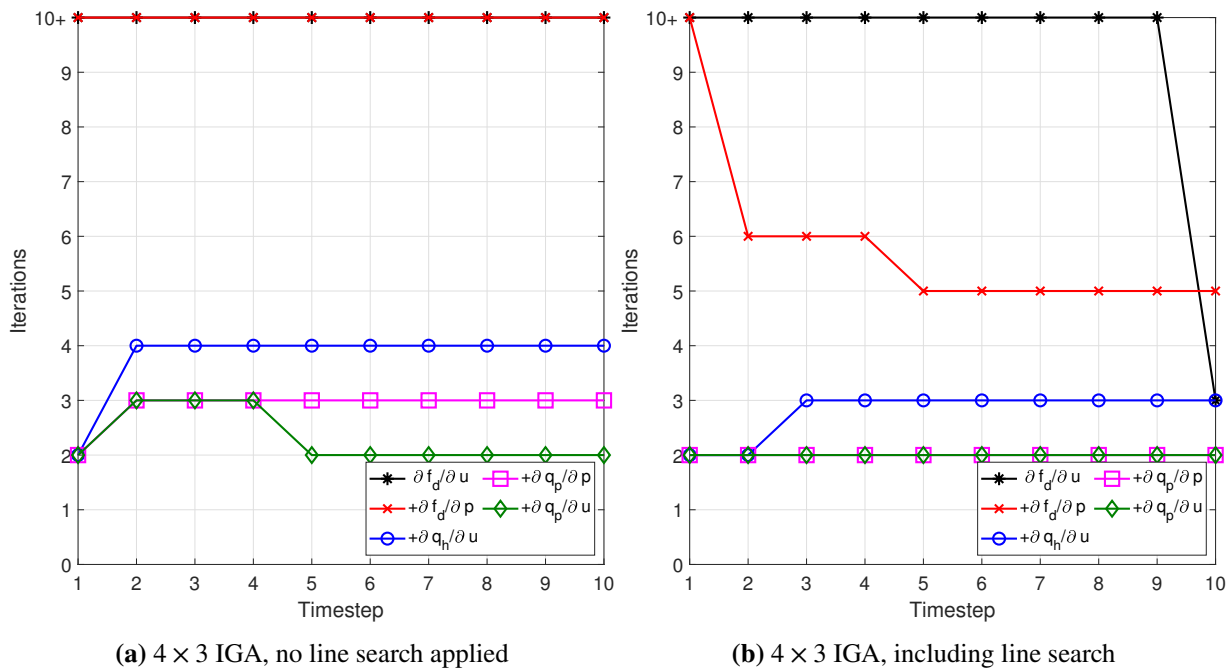 10+
9
8
7
6
5
4
3
2
1
0
Iterations
1 2 3 4 5 6 7 8 9 10
Timestep
∂ f_d/∂ u
+∂ f_d/∂ p
+∂ q_h/∂ u
+∂ q_p/∂ p
+∂ q_p/∂ u
(a) 4 × 3 IGA, no line search applied
10+
9
8
7
6
5
4
3
2
1
0
Iterations
1 2 3 4 5 6 7 8 9 10
Timestep
∂ f_d/∂ u
+∂ f_d/∂ p
+∂ q_h/∂ u
+∂ q_p/∂ p
+∂ q_p/∂ u
(b) 4 × 3 IGA, including line search